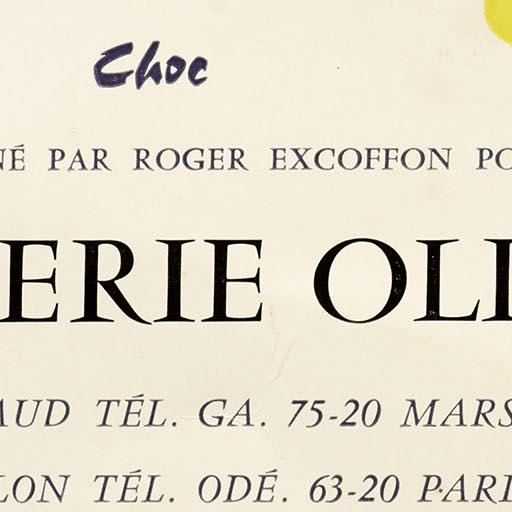 Choc
NÉ PAR ROGER EXCOFFON PO
ERIE OLI
AUD TÉL. GA. 75-20 MARS
LON TÉL. ODÉ. 63-20 PARI